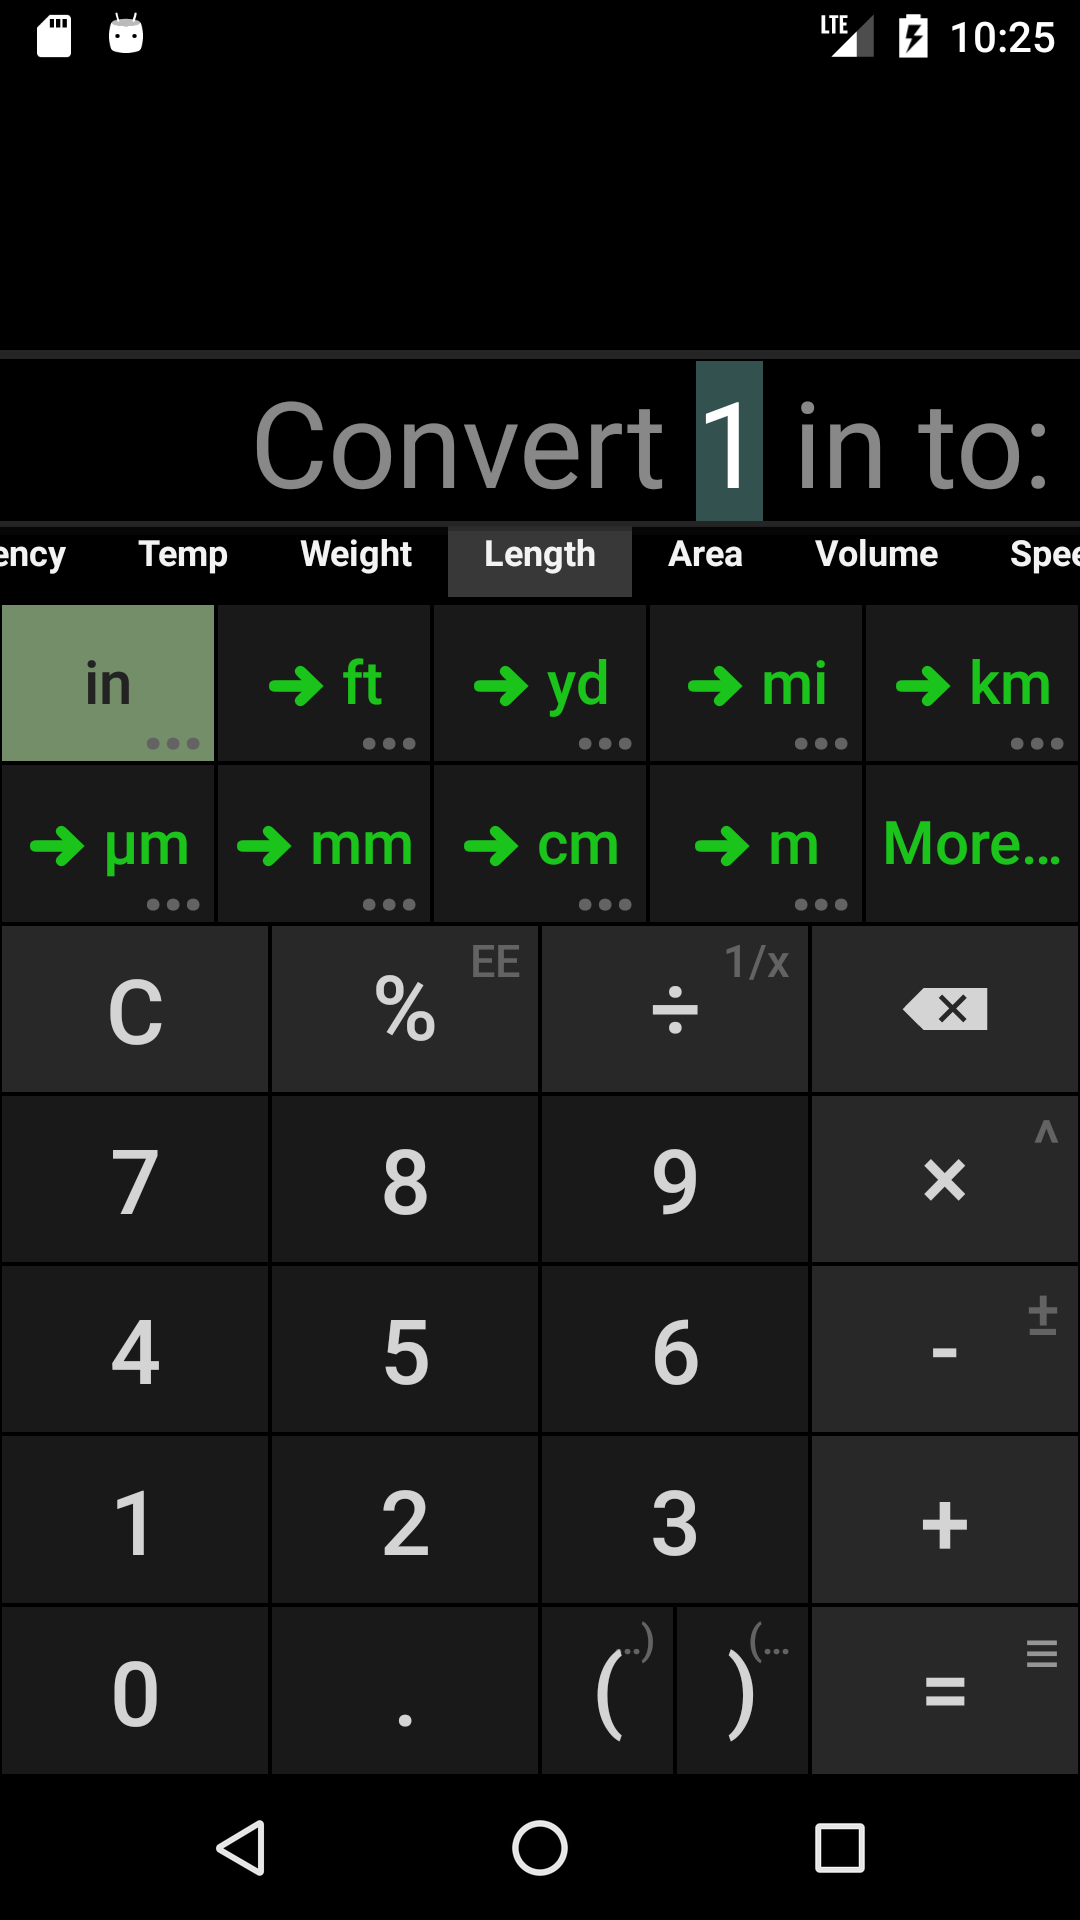 LTE 10:25
Convert 1 in to:
ency Temp Weight Length Area Volume Spee
in → ft → yd → mi → km
→ µm → mm → cm → m More...
C % EE ÷ 1/x
7 8 9 × ^
4 5 6 - ±
1 2 3 +
0 . ( ..) ) (... =